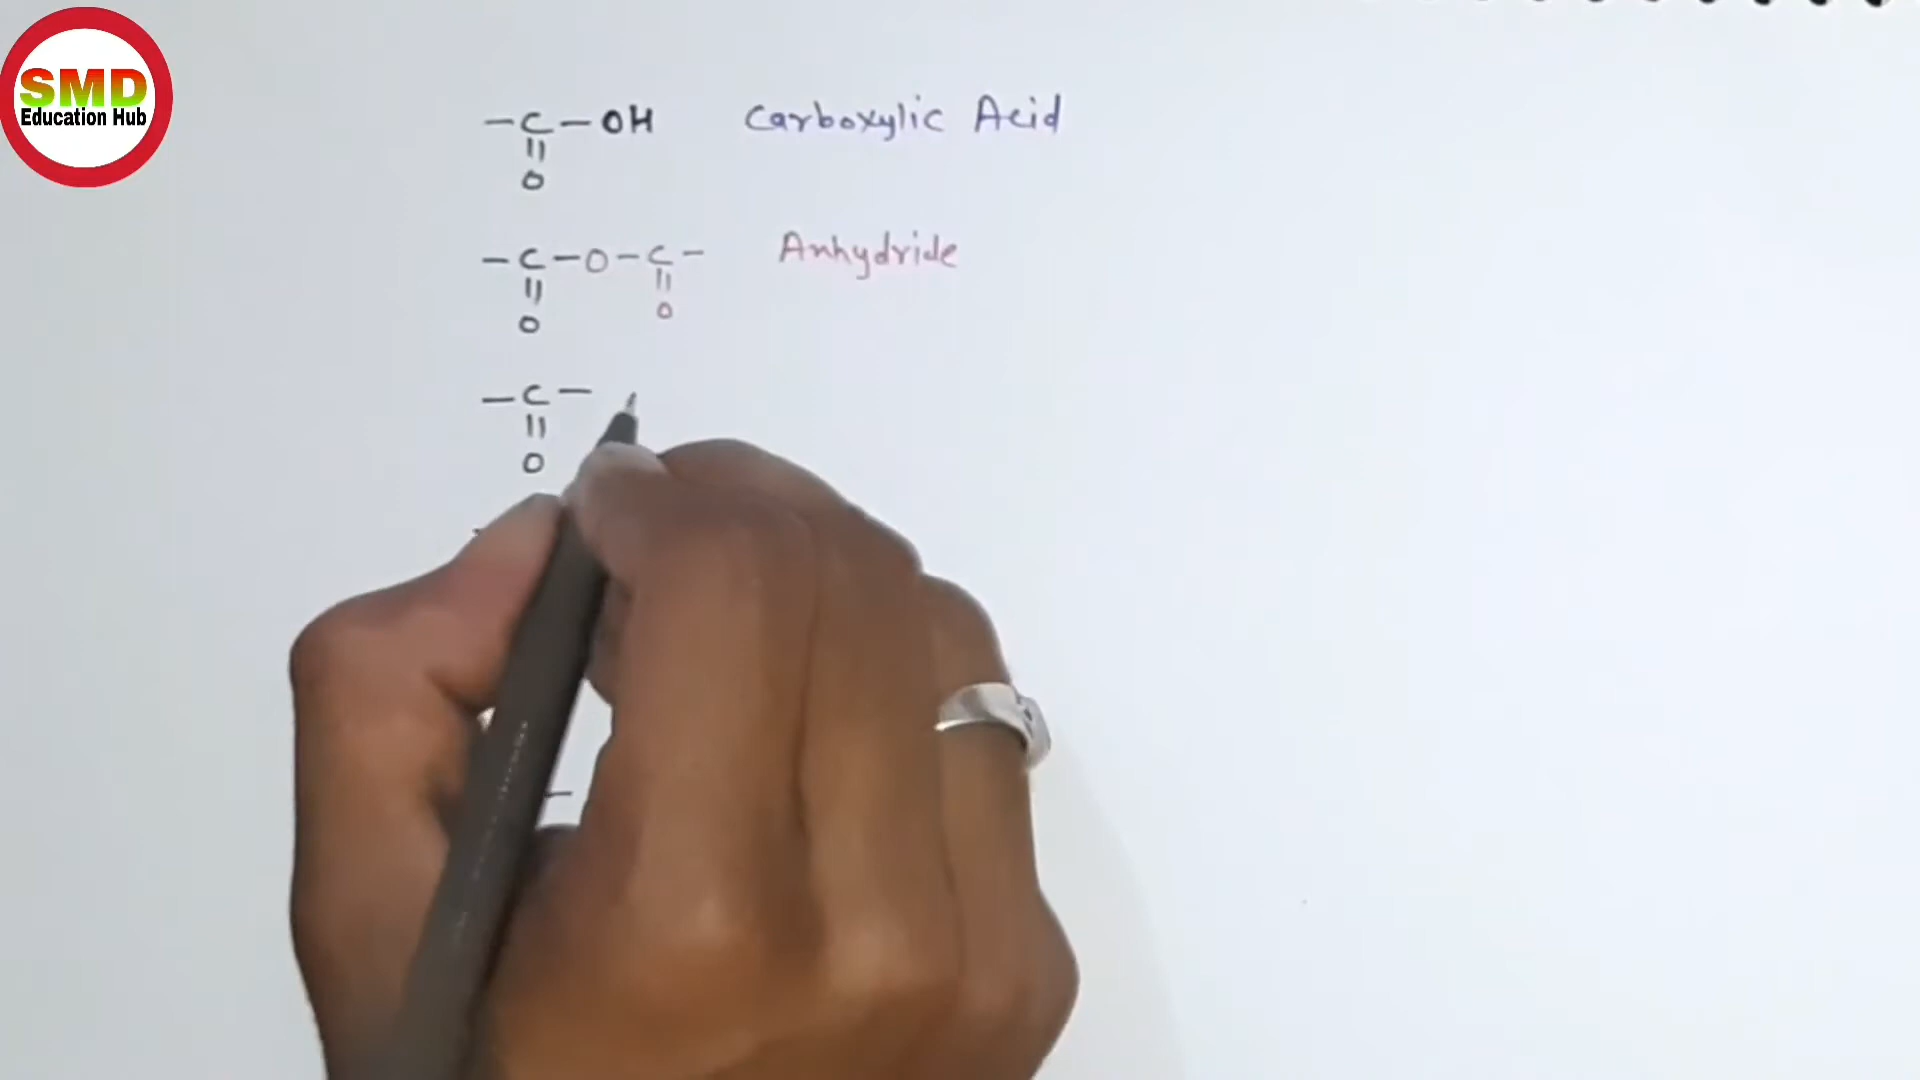 SMD
Education Hub
–C–OH Carboxylic Acid
||
O
–C–O–C– Anhydride
|| ||
O O
–C–
||
O